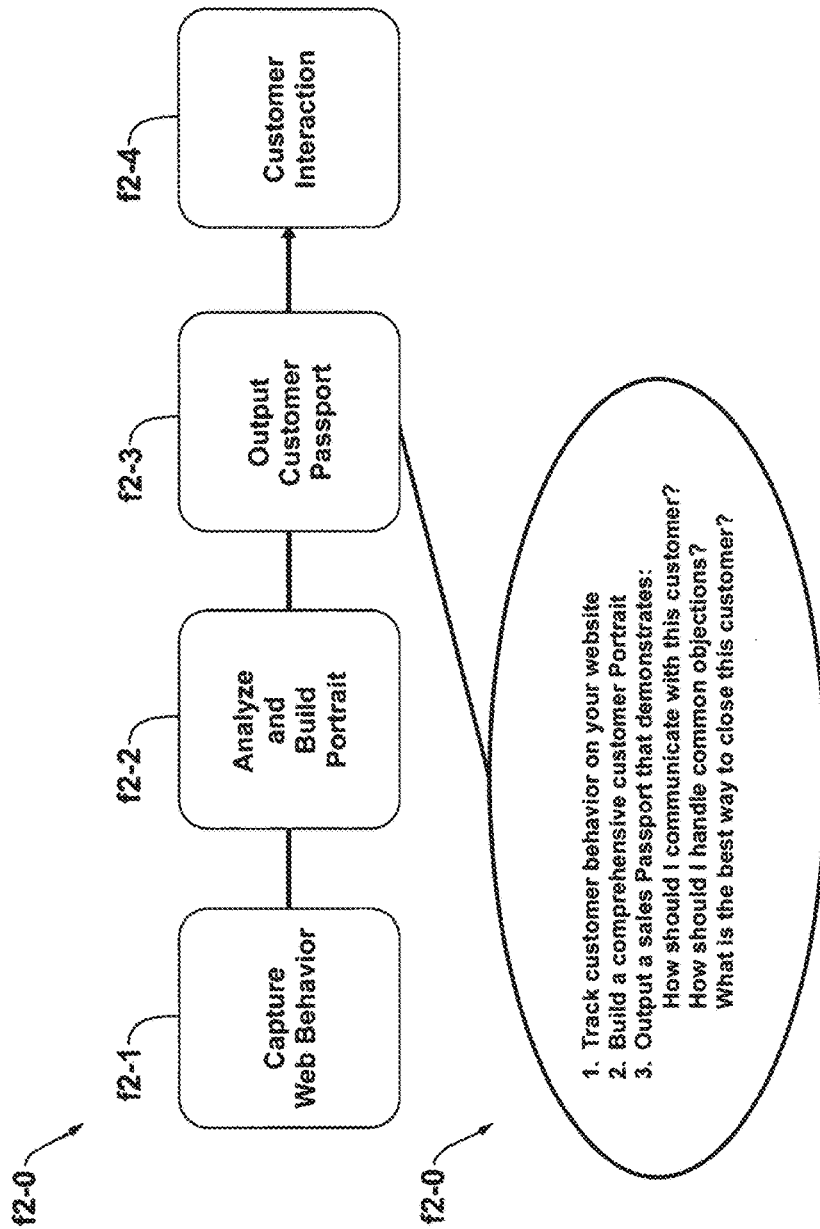 f2-0
f2-1
Capture
Web Behavior
f2-2
Analyze
and
Build
Portrait
f2-3
Output
Customer
Passport
f2-4
Customer
Interaction
f2-0
1. Track customer behavior on your website
2. Build a comprehensive customer Portrait
3. Output a sales Passport that demonstrates:
How should I communicate with this customer?
How should I handle common objections?
What is the best way to close this customer?